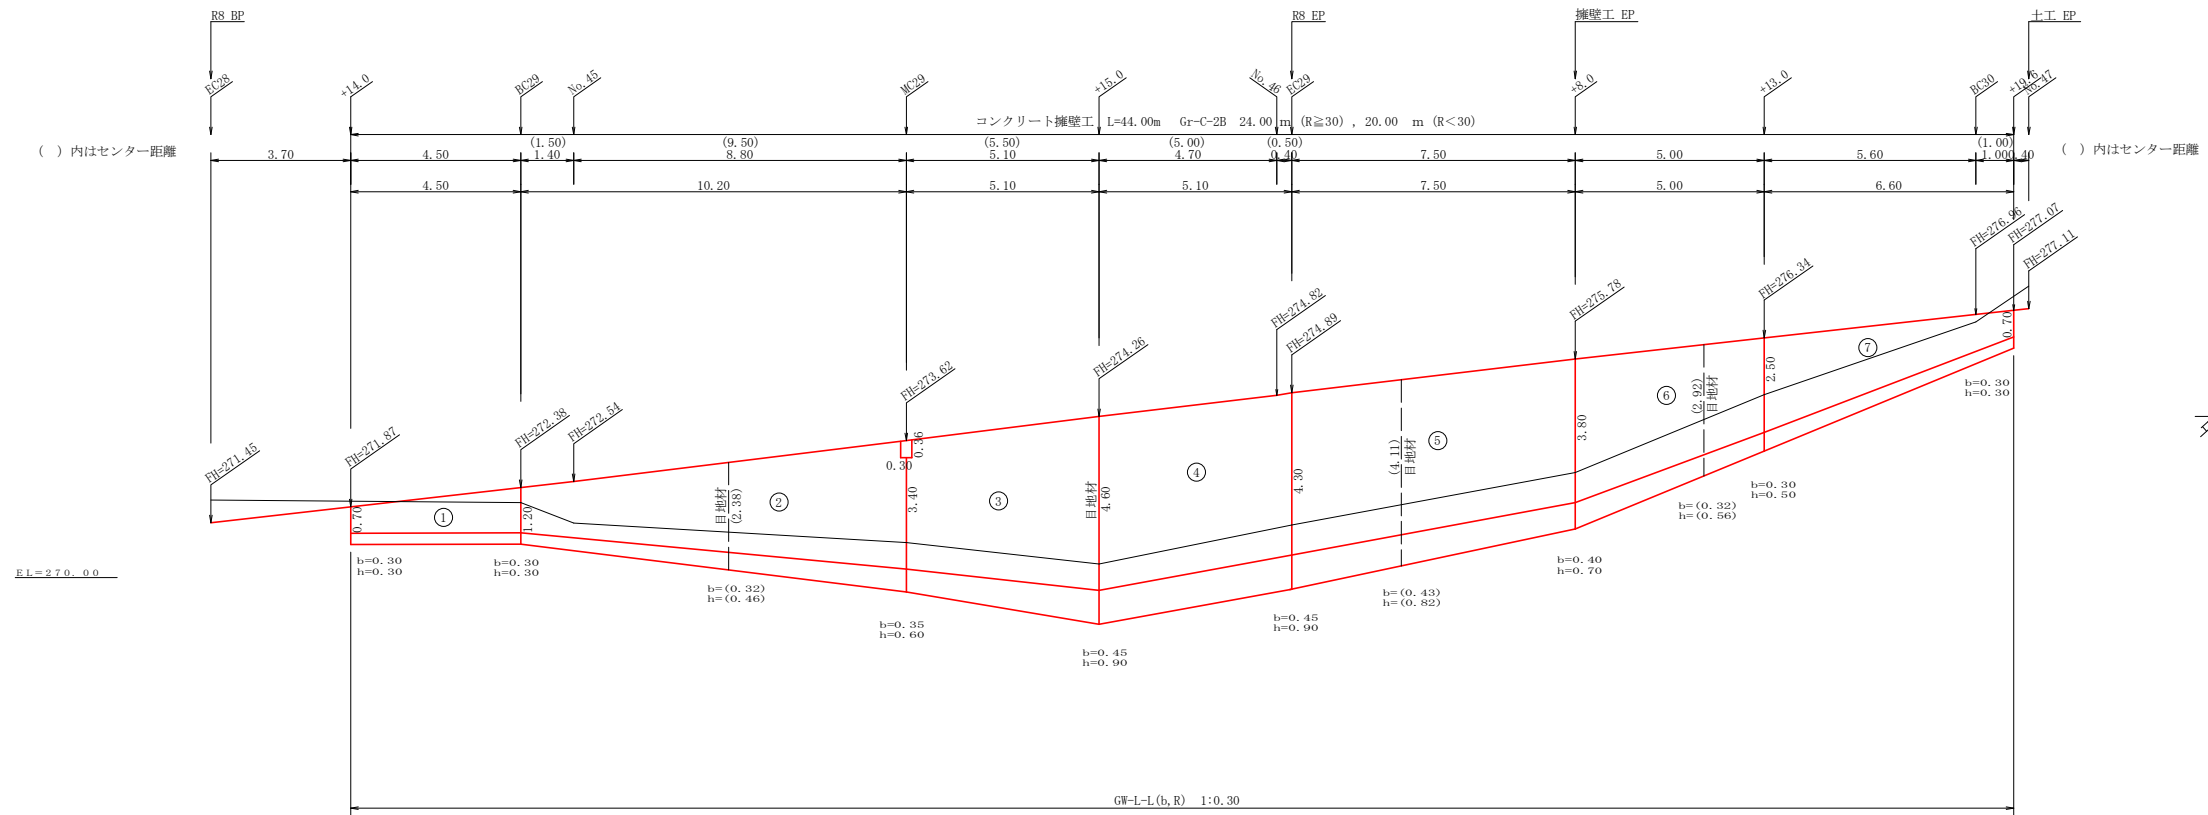 R8 BP
R8 EP
擁壁工 EP
土工 EP
EC28
+14.0
BC29
No.45
MC29
+15.0
No.46
EC29
+8.0
+13.0
BC30
+19.6
No.47
コンクリート擁壁工 L=44.00m Gr-C-2B 24.00 m (R≧30) , 20.00 m (R<30)
( ) 内はセンター距離
(1.50)
(9.50)
(5.50)
(5.00)
(0.50)
(1.00)
( ) 内はセンター距離
3.70
4.50
1.40
8.80
5.10
4.70
0.40
7.50
5.00
5.60
1.00
0.40
4.50
10.20
5.10
5.10
7.50
5.00
6.60
FH=271.45
FH=271.87
FH=272.38
FH=272.54
FH=273.62
FH=274.26
FH=274.82
FH=274.89
FH=275.78
FH=276.34
FH=276.96
FH=277.07
FH=277.11
0.70
①
1.20
目地材
(2.38)
②
0.30
0.36
3.40
③
目地材
4.60
④
4.30
(4.11)
目地材
⑤
3.80
⑥
(2.92)
目地材
2.50
⑦
0.70
EL=270.00
b=0.30
h=0.30
b=0.30
h=0.30
b=(0.32)
h=(0.46)
b=0.35
h=0.60
b=0.45
h=0.90
b=0.45
h=0.90
b=(0.43)
h=(0.82)
b=0.40
h=0.70
b=(0.32)
h=(0.56)
b=0.30
h=0.50
b=0.30
h=0.30
GW-L-L(b,R) 1:0.30